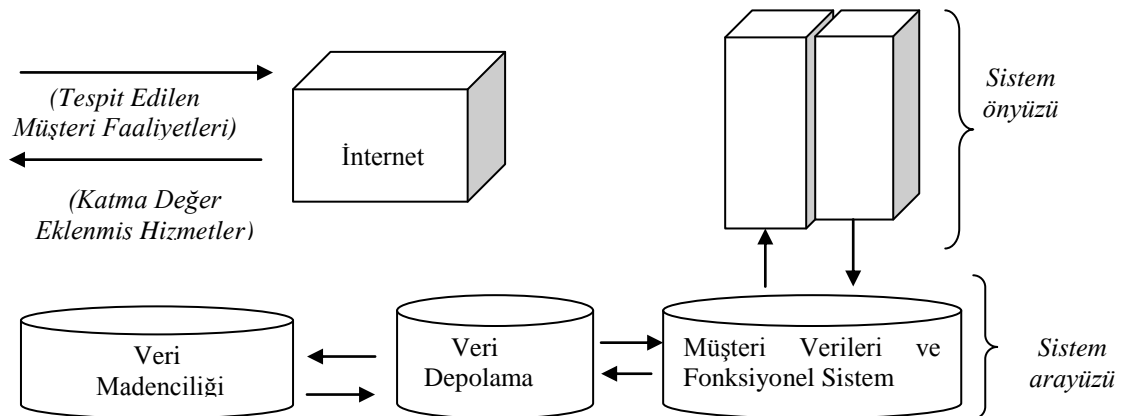 (Tespit Edilen
Müşteri Faaliyetleri)
İnternet
(Katma Değer
Eklenmis Hizmetler)
Sistem
önyüzü
Veri
Madenciliği
Veri
Depolama
Müşteri Verileri ve
Fonksiyonel Sistem
Sistem
arayüzü